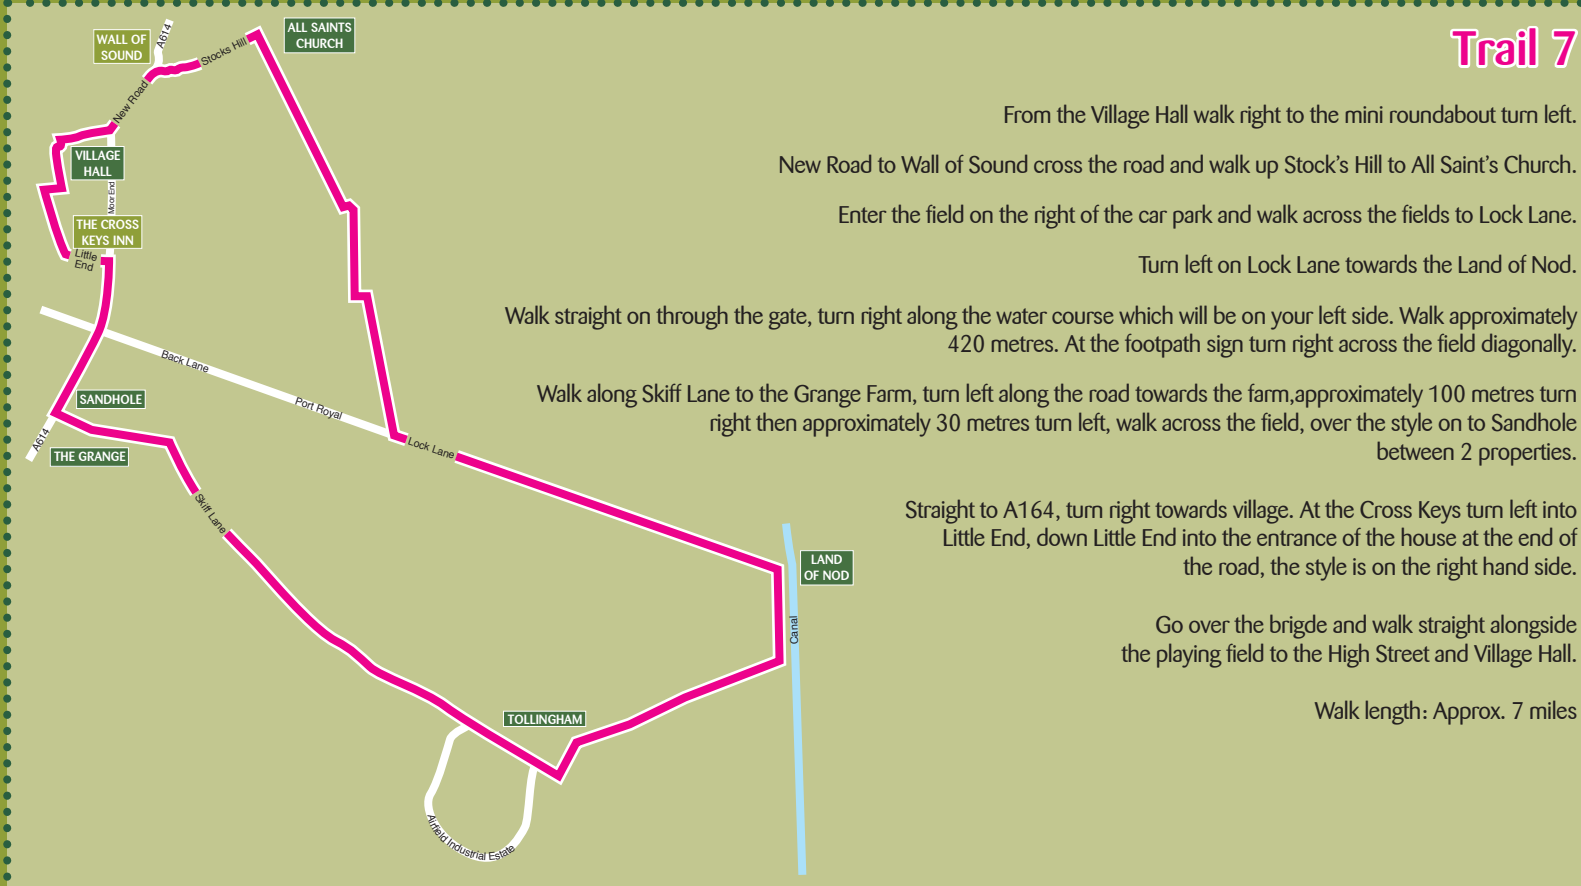 Trail 7
From the Village Hall walk right to the mini roundabout turn left.
New Road to Wall of Sound cross the road and walk up Stock's Hill to All Saint's Church.
Enter the field on the right of the car park and walk across the fields to Lock Lane.
Turn left on Lock Lane towards the Land of Nod.
Walk straight on through the gate, turn right along the water course which will be on your left side. Walk approximately
420 metres. At the footpath sign turn right across the field diagonally.
Walk along Skiff Lane to the Grange Farm, turn left along the road towards the farm,approximately 100 metres turn
right then approximately 30 metres turn left, walk across the field, over the style on to Sandhole
between 2 properties.
Straight to A164, turn right towards village. At the Cross Keys turn left into
Little End, down Little End into the entrance of the house at the end of
the road, the style is on the right hand side.
Go over the brigde and walk straight alongside
the playing field to the High Street and Village Hall.
Walk length: Approx. 7 miles
WALL OF
SOUND
A614
Stocks Hill
ALL SAINTS
CHURCH
New Road
VILLAGE
HALL
Moor End
THE CROSS
KEYS INN
Little
End
Back Lane
Port Royal
Lock Lane
SANDHOLE
A614
THE GRANGE
Skiff Lane
LAND
OF NOD
Canal
TOLLINGHAM
Airfield Industrial Estate